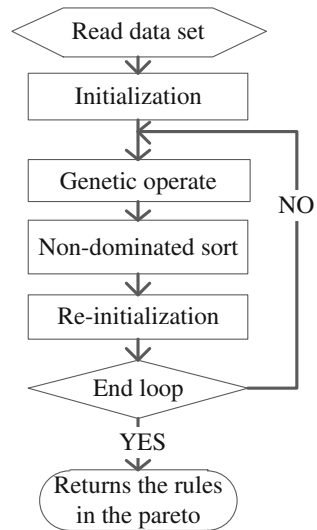 Read data set
Initialization
Genetic operate
NO
Non-dominated sort
Re-initialization
End loop
YES
Returns the rules
in the pareto